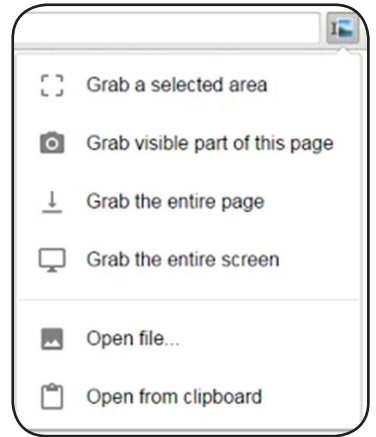 Grab a selected area
Grab visible part of this page
Grab the entire page
Grab the entire screen
Open file...
Open from clipboard